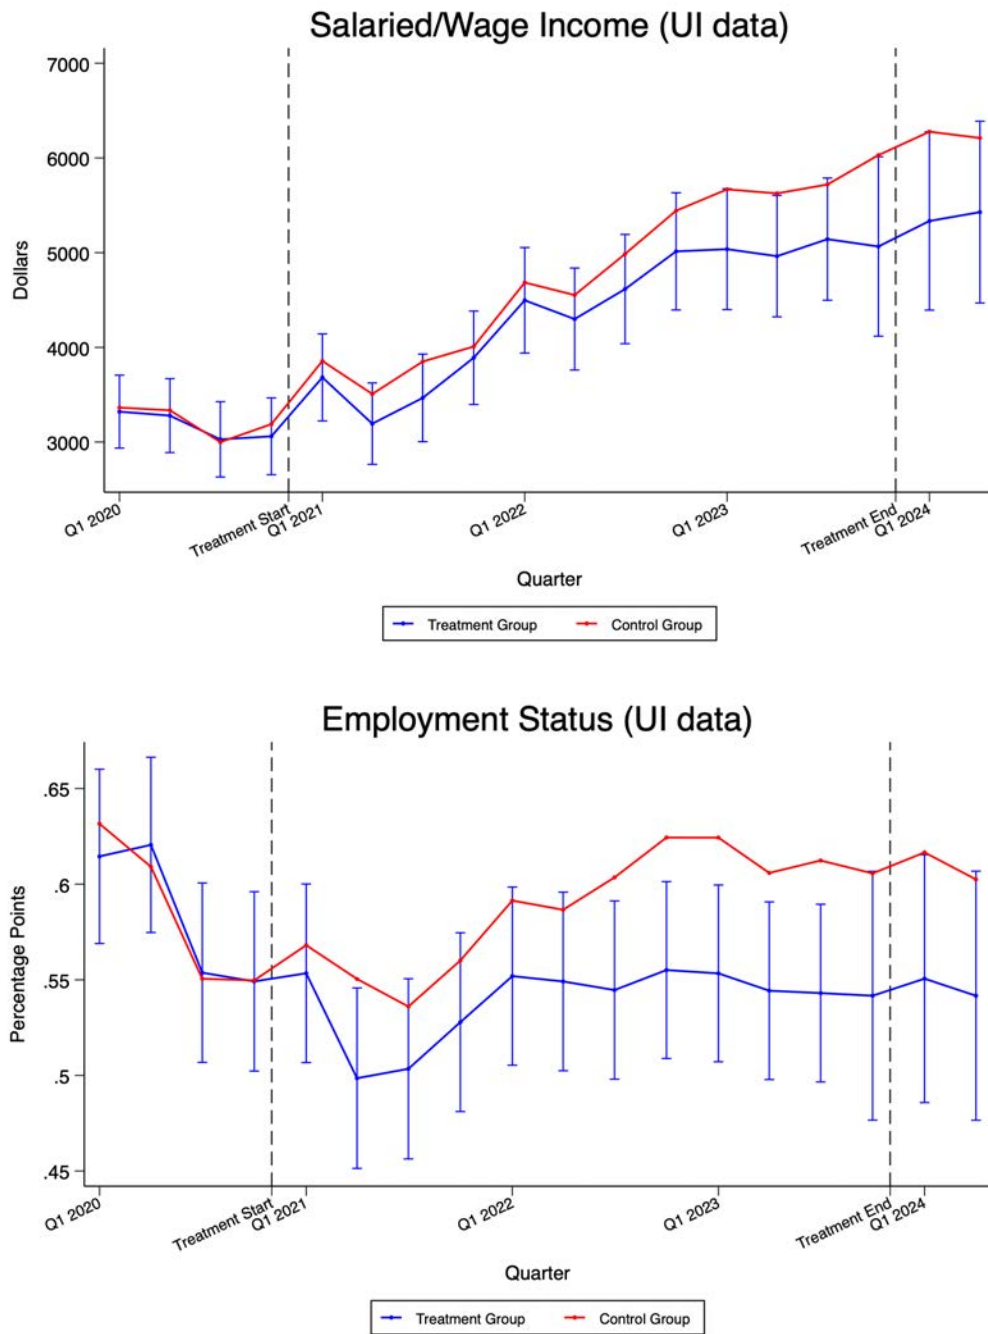 Salaried/Wage Income (UI data)
7000
6000
5000
4000
3000
Dollars
Q1 2020
Treatment Start
Q1 2021
Q1 2022
Q1 2023
Treatment End
Q1 2024
Quarter
Treatment Group Control Group
Employment Status (UI data)
.65
.6
.55
.5
.45
Percentage Points
Q1 2020
Treatment Start
Q1 2021
Q1 2022
Q1 2023
Treatment End
Q1 2024
Quarter
Treatment Group Control Group